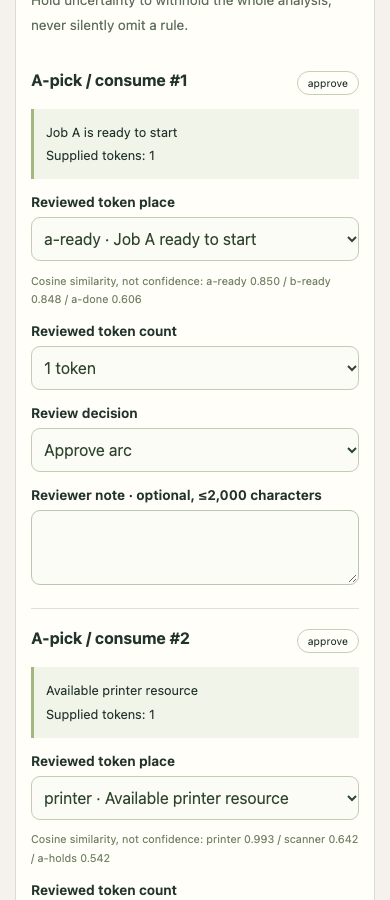 Hold uncertainty to withhold the whole analysis,
never silently omit a rule.
A-pick / consume #1
approve
Job A is ready to start
Supplied tokens: 1
Reviewed token place
a-ready · Job A ready to start
Cosine similarity, not confidence: a-ready 0.850 / b-ready
0.848 / a-done 0.606
Reviewed token count
1 token
Review decision
Approve arc
Reviewer note · optional, ≤2,000 characters
A-pick / consume #2
approve
Available printer resource
Supplied tokens: 1
Reviewed token place
printer · Available printer resource
Cosine similarity, not confidence: printer 0.993 / scanner 0.642
/ a-holds 0.542
Reviewed token count